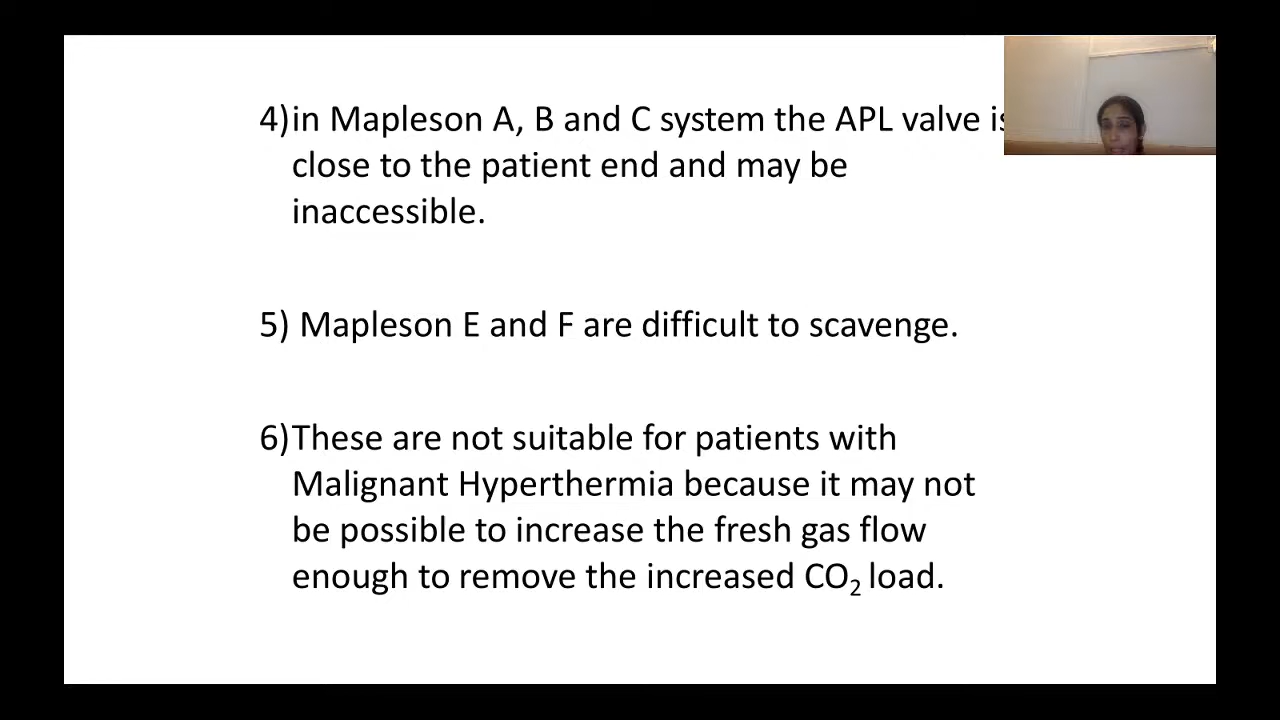 4)in Mapleson A, B and C system the APL valve is
close to the patient end and may be
inaccessible.
5) Mapleson E and F are difficult to scavenge.
6)These are not suitable for patients with
Malignant Hyperthermia because it may not
be possible to increase the fresh gas flow
enough to remove the increased CO₂ load.